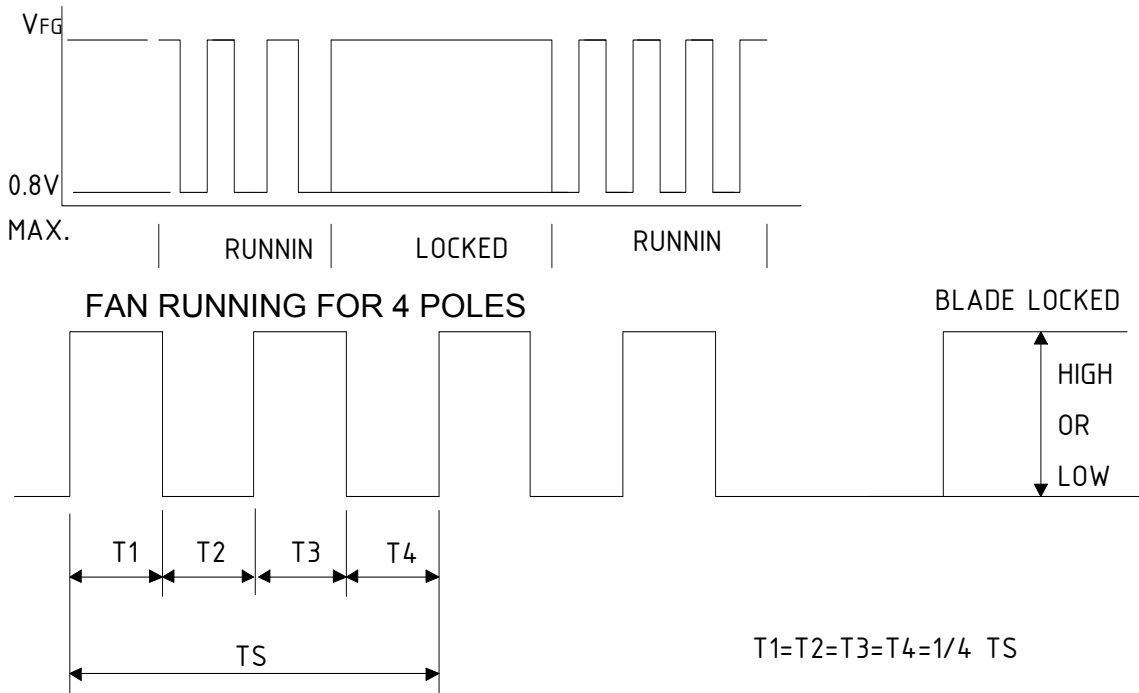 VFG
0.8V
MAX.
RUNNIN
LOCKED
RUNNIN
FAN RUNNING FOR 4 POLES
BLADE LOCKED
HIGH
OR
LOW
T1 T2 T3 T4
TS
T1=T2=T3=T4=1/4 TS